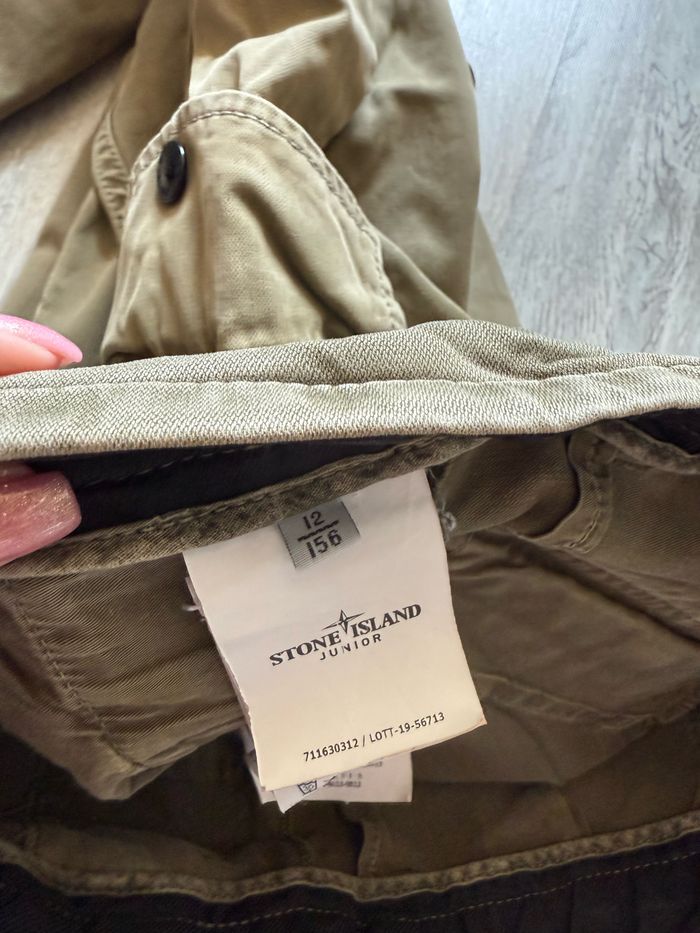 12
156
STONE ISLAND
JUNIOR
711630312 / LOTT-19-56713